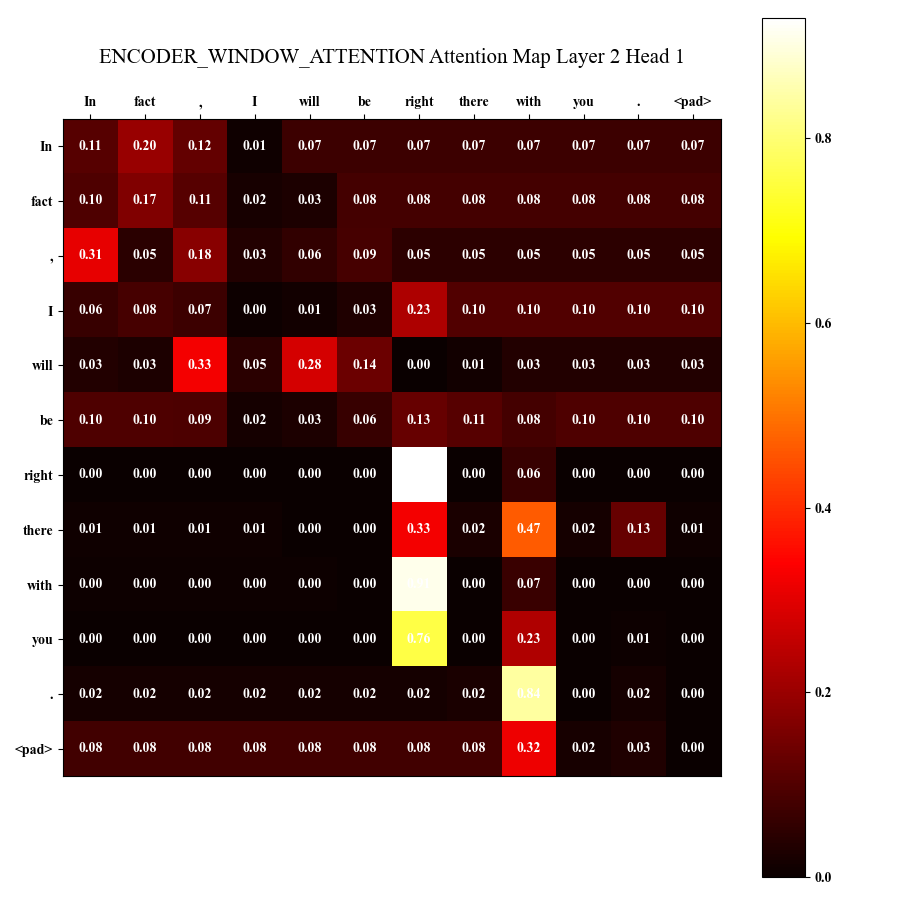 ENCODER_WINDOW_ATTENTION Attention Map Layer 2 Head 1
In fact , I will be right there with you . <pad>
In 0.11 0.20 0.12 0.01 0.07 0.07 0.07 0.07 0.07 0.07 0.07 0.07
fact 0.10 0.17 0.11 0.02 0.03 0.08 0.08 0.08 0.08 0.08 0.08 0.08
, 0.31 0.05 0.18 0.03 0.06 0.09 0.05 0.05 0.05 0.05 0.05 0.05
I 0.06 0.08 0.07 0.00 0.01 0.03 0.23 0.10 0.10 0.10 0.10 0.10
will 0.03 0.03 0.33 0.05 0.28 0.14 0.00 0.01 0.03 0.03 0.03 0.03
be 0.10 0.10 0.09 0.02 0.03 0.06 0.13 0.11 0.08 0.10 0.10 0.10
right 0.00 0.00 0.00 0.00 0.00 0.00 0.00 0.06 0.00 0.00 0.00
there 0.01 0.01 0.01 0.01 0.00 0.00 0.33 0.02 0.47 0.02 0.13 0.01
with 0.00 0.00 0.00 0.00 0.00 0.00 0.00 0.07 0.00 0.00 0.00
you 0.00 0.00 0.00 0.00 0.00 0.00 0.76 0.00 0.23 0.00 0.01 0.00
. 0.02 0.02 0.02 0.02 0.02 0.02 0.02 0.02 0.84 0.00 0.02 0.00
<pad> 0.08 0.08 0.08 0.08 0.08 0.08 0.08 0.08 0.32 0.02 0.03 0.00
0.8
0.6
0.4
0.2
0.0